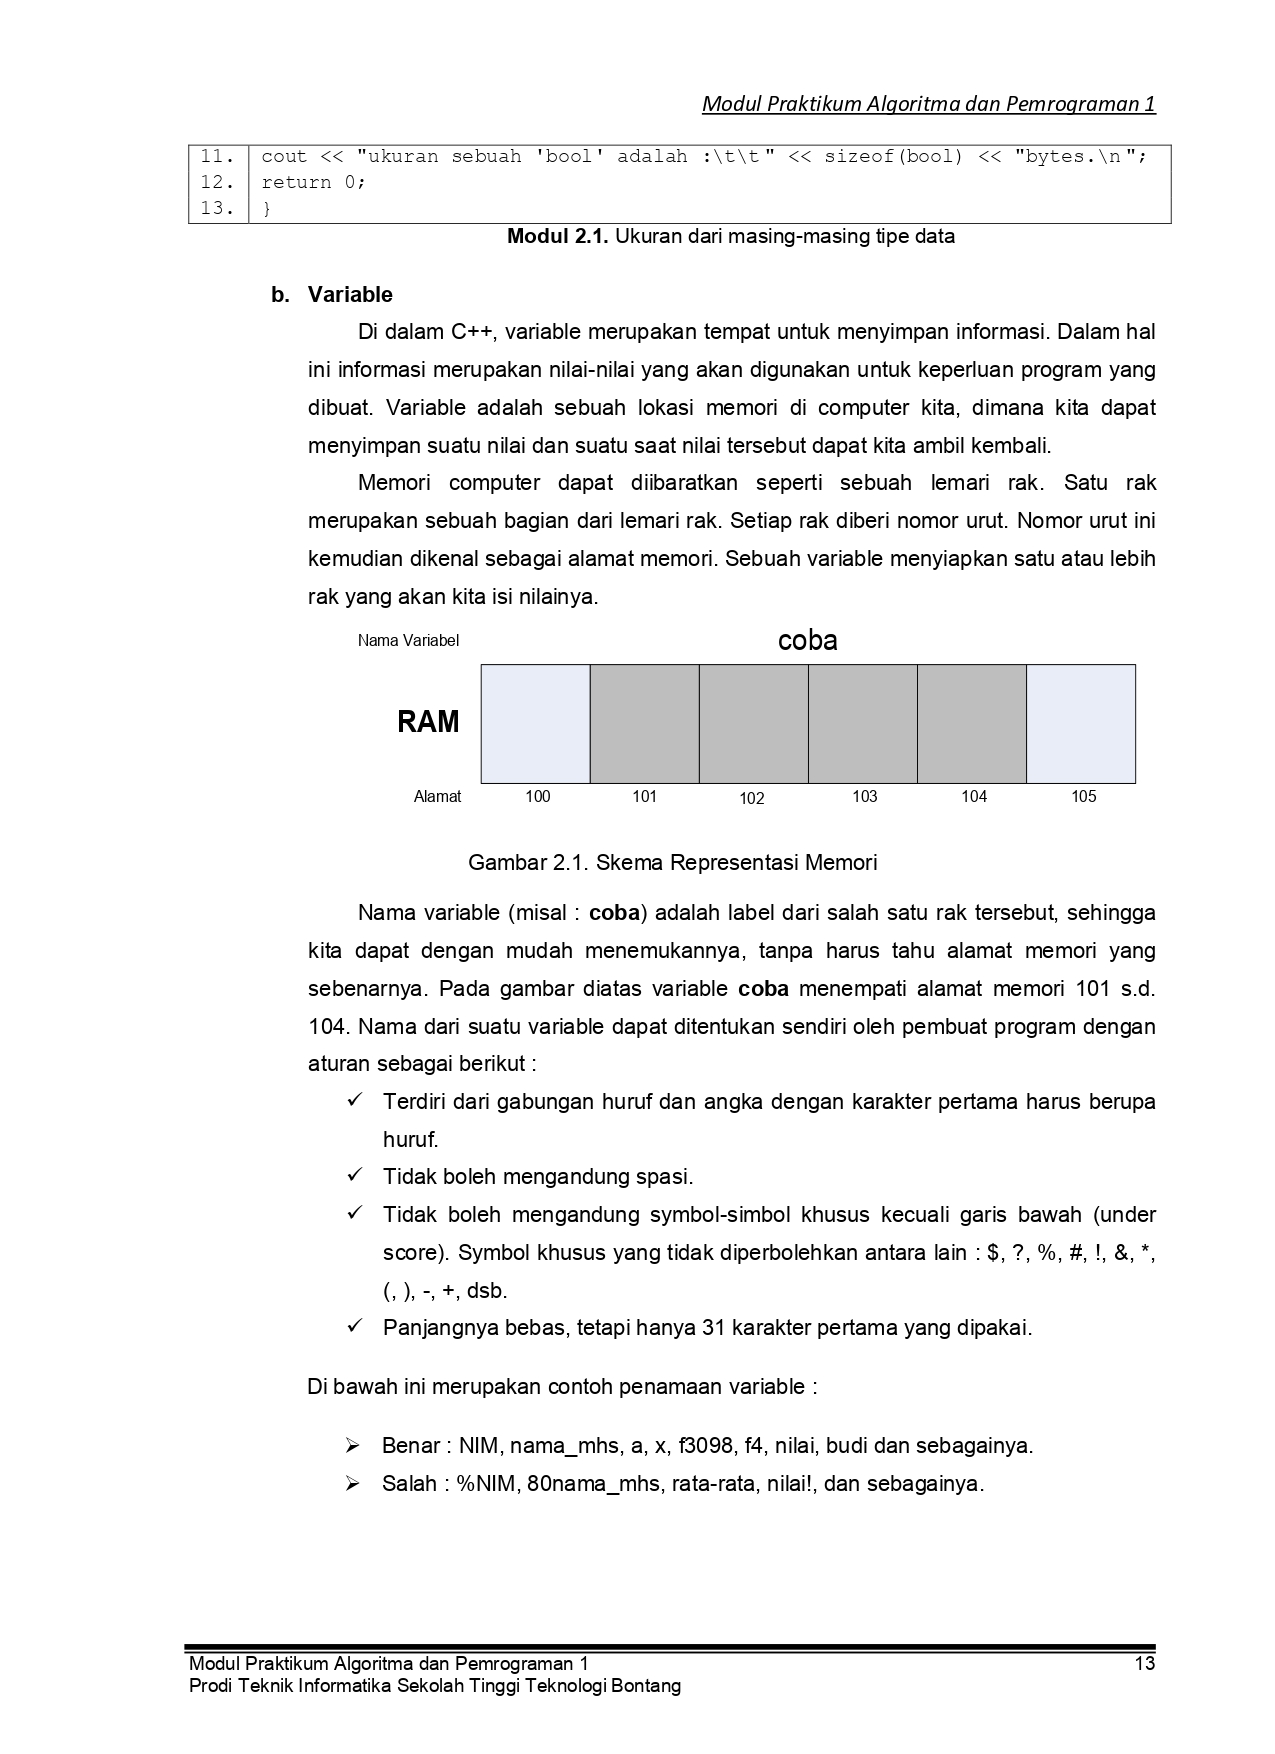 Modul Praktikum Algoritma dan Pemrograman 1
11. cout << "ukuran sebuah 'bool' adalah :\t\t" << sizeof(bool) << "bytes.\n";
12. return 0;
13. }
Modul 2.1. Ukuran dari masing-masing tipe data
b. Variable
Di dalam C++, variable merupakan tempat untuk menyimpan informasi. Dalam hal
ini informasi merupakan nilai-nilai yang akan digunakan untuk keperluan program yang
dibuat. Variable adalah sebuah lokasi memori di computer kita, dimana kita dapat
menyimpan suatu nilai dan suatu saat nilai tersebut dapat kita ambil kembali.
Memori computer dapat diibaratkan seperti sebuah lemari rak. Satu rak
merupakan sebuah bagian dari lemari rak. Setiap rak diberi nomor urut. Nomor urut ini
kemudian dikenal sebagai alamat memori. Sebuah variable menyiapkan satu atau lebih
rak yang akan kita isi nilainya.
Nama Variabel coba
RAM
Alamat 100 101 102 103 104 105
Gambar 2.1. Skema Representasi Memori
Nama variable (misal : coba) adalah label dari salah satu rak tersebut, sehingga
kita dapat dengan mudah menemukannya, tanpa harus tahu alamat memori yang
sebenarnya. Pada gambar diatas variable coba menempati alamat memori 101 s.d.
104. Nama dari suatu variable dapat ditentukan sendiri oleh pembuat program dengan
aturan sebagai berikut :
✓ Terdiri dari gabungan huruf dan angka dengan karakter pertama harus berupa
huruf.
✓ Tidak boleh mengandung spasi.
✓ Tidak boleh mengandung symbol-simbol khusus kecuali garis bawah (under
score). Symbol khusus yang tidak diperbolehkan antara lain : $, ?, %, #, !, &, *,
(, ), -, +, dsb.
✓ Panjangnya bebas, tetapi hanya 31 karakter pertama yang dipakai.
Di bawah ini merupakan contoh penamaan variable :
➢ Benar : NIM, nama_mhs, a, x, f3098, f4, nilai, budi dan sebagainya.
➢ Salah : %NIM, 80nama_mhs, rata-rata, nilai!, dan sebagainya.
Modul Praktikum Algoritma dan Pemrograman 1 13
Prodi Teknik Informatika Sekolah Tinggi Teknologi Bontang